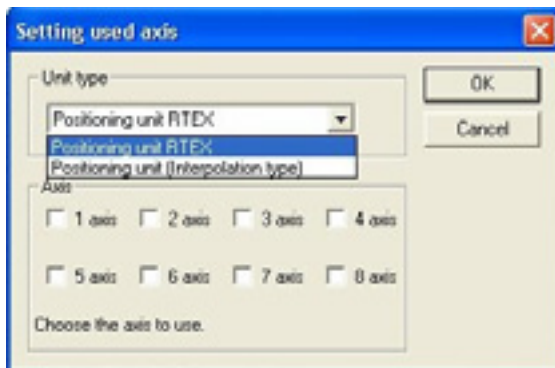 Setting used axis
Unit type
OK
Positioning unit RTEX
Cancel
Positioning unit RTEX
Positioning unit (Interpolation type)
Axis
1 axis 2 axis 3 axis 4 axis
5 axis 6 axis 7 axis 8 axis
Choose the axis to use.